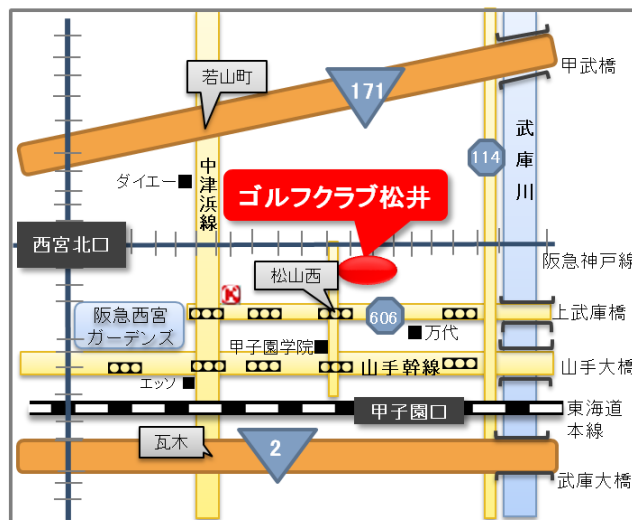 甲武橋
若山町
171
武庫川
114
中津浜線
ダイエー
ゴルフクラブ松井
西宮北口
阪急神戸線
松山西
K
阪急西宮
ガーデンズ
606
上武庫橋
万代
甲子園学院
山手幹線
山手大橋
エッソ
甲子園口
東海道
本線
瓦木
2
武庫大橋